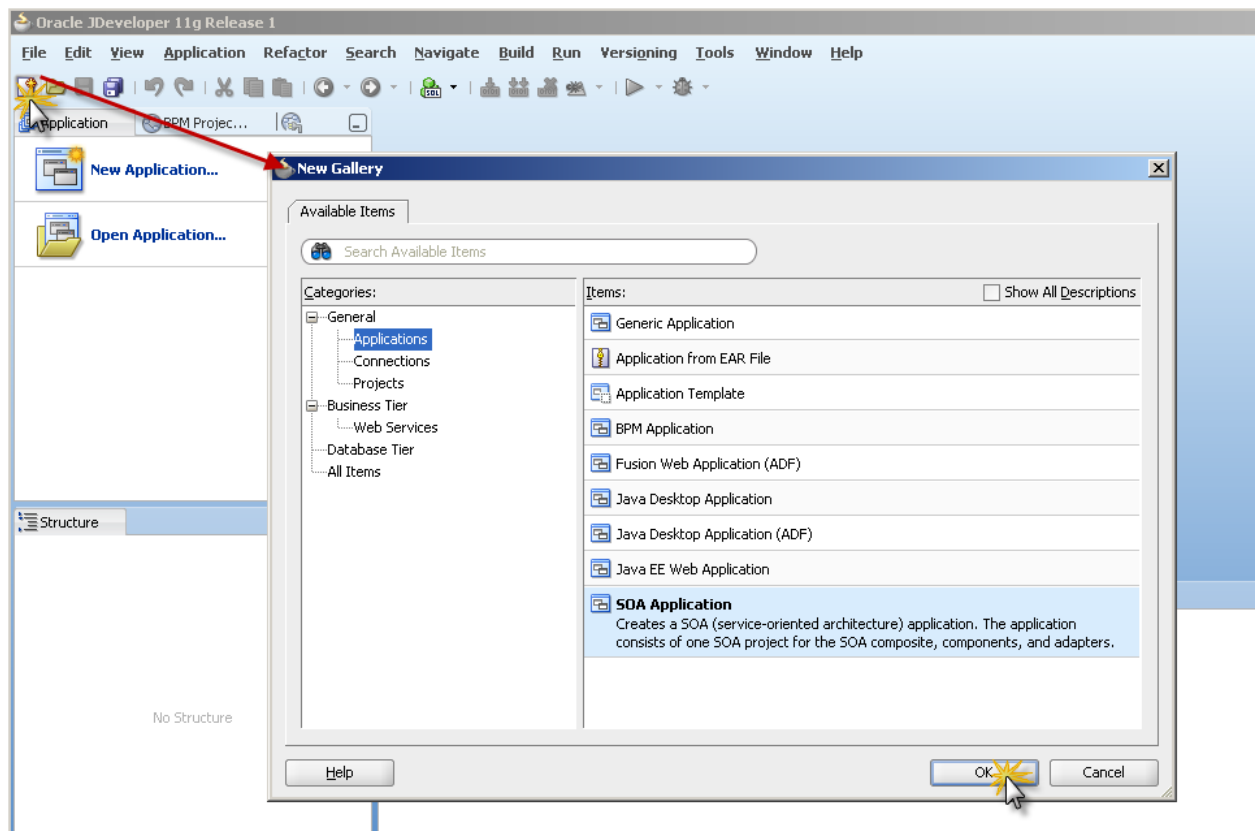 Oracle JDeveloper 11g Release 1
File Edit View Application Refactor Search Navigate Build Run Versioning Tools Window Help
SQL
Application BPM Projec...
New Application...
Open Application...
Structure
No Structure
New Gallery
Available Items
Search Available Items
Categories:
General
Applications
Connections
Projects
Business Tier
Web Services
Database Tier
All Items
Items: Show All Descriptions
Generic Application
Application from EAR File
Application Template
BPM Application
Fusion Web Application (ADF)
Java Desktop Application
Java Desktop Application (ADF)
Java EE Web Application
SOA Application
Creates a SOA (service-oriented architecture) application. The application
consists of one SOA project for the SOA composite, components, and adapters.
Help OK Cancel